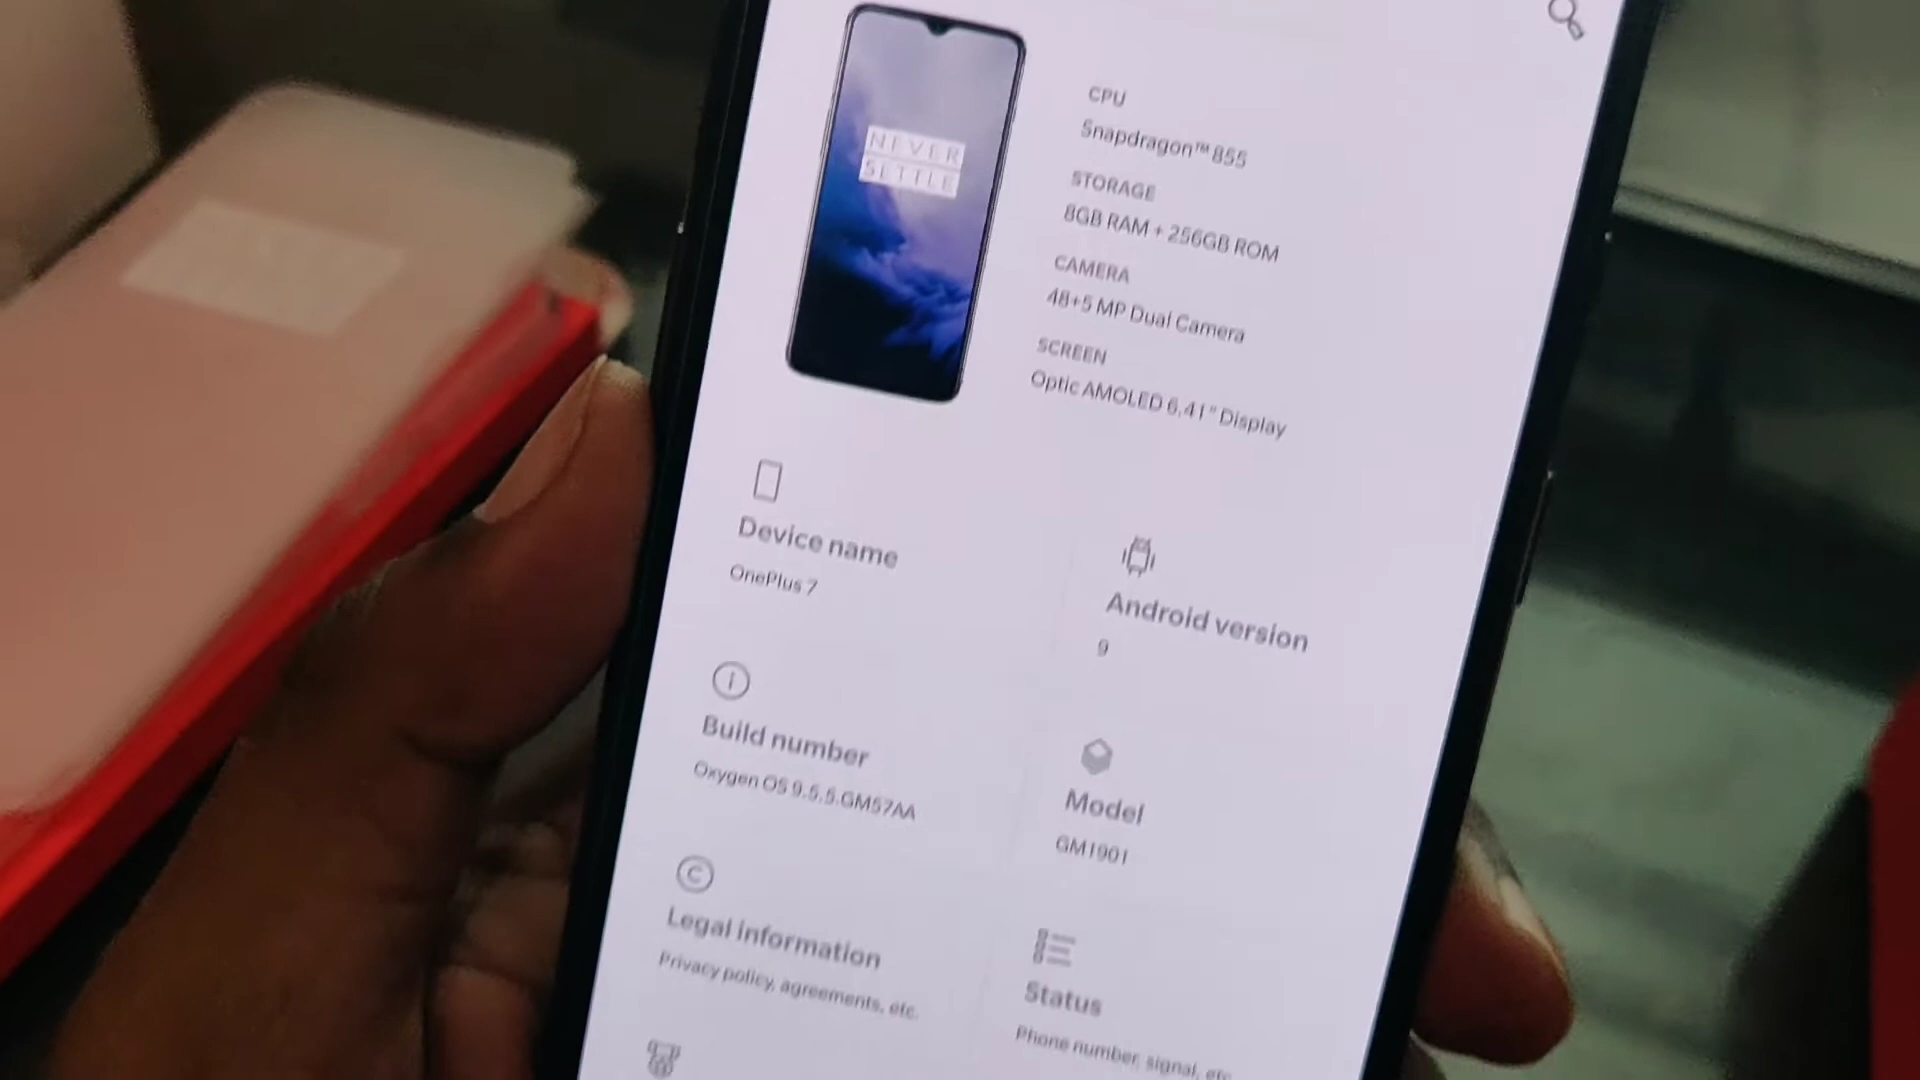 NEVER
SETTLE
CPU
Snapdragon™ 855
STORAGE
8GB RAM + 256GB ROM
CAMERA
48+5 MP Dual Camera
SCREEN
Optic AMOLED 6.41" Display
Device name
OnePlus 7
Android version
9
Build number
Oxygen OS 9.5.5.GM57AA
Model
GM1901
Legal information
Privacy policy, agreements, etc.
Status
Phone number, signal, etc.